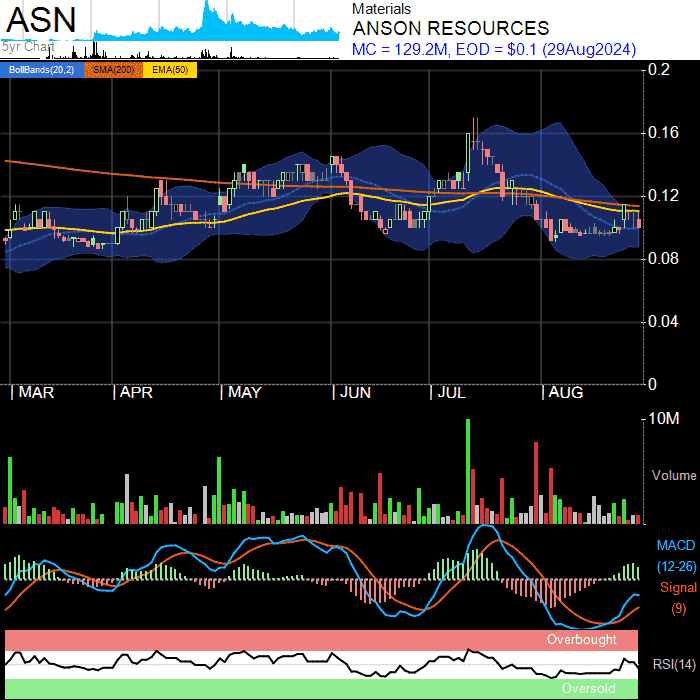 ASN
5yr Chart
Materials
ANSON RESOURCES
MC = 129.2M, EOD = $0.1 (29Aug2024)
BollBands(20,2) SMA(200) EMA(50)
0.2
0.16
0.12
0.08
0.04
0
MAR APR MAY JUN JUL AUG
10M
Volume
MACD
(12-26)
Signal
(9)
Overbought
RSI(14)
Oversold